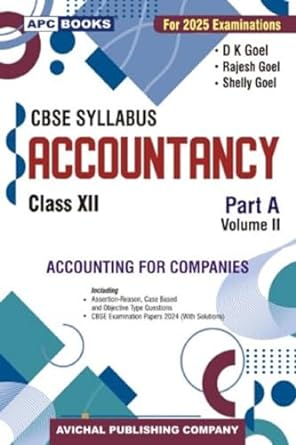 APC BOOKS
For 2025 Examinations
• D K Goel
• Rajesh Goel
• Shelly Goel
CBSE SYLLABUS
ACCOUNTANCY
Class XII
Part A
Volume II
ACCOUNTING FOR COMPANIES
Including
• Assertion-Reason, Case Based
and Objective Type Questions
• CBSE Examination Papers 2024 (With Solutions)
AVICHAL PUBLISHING COMPANY